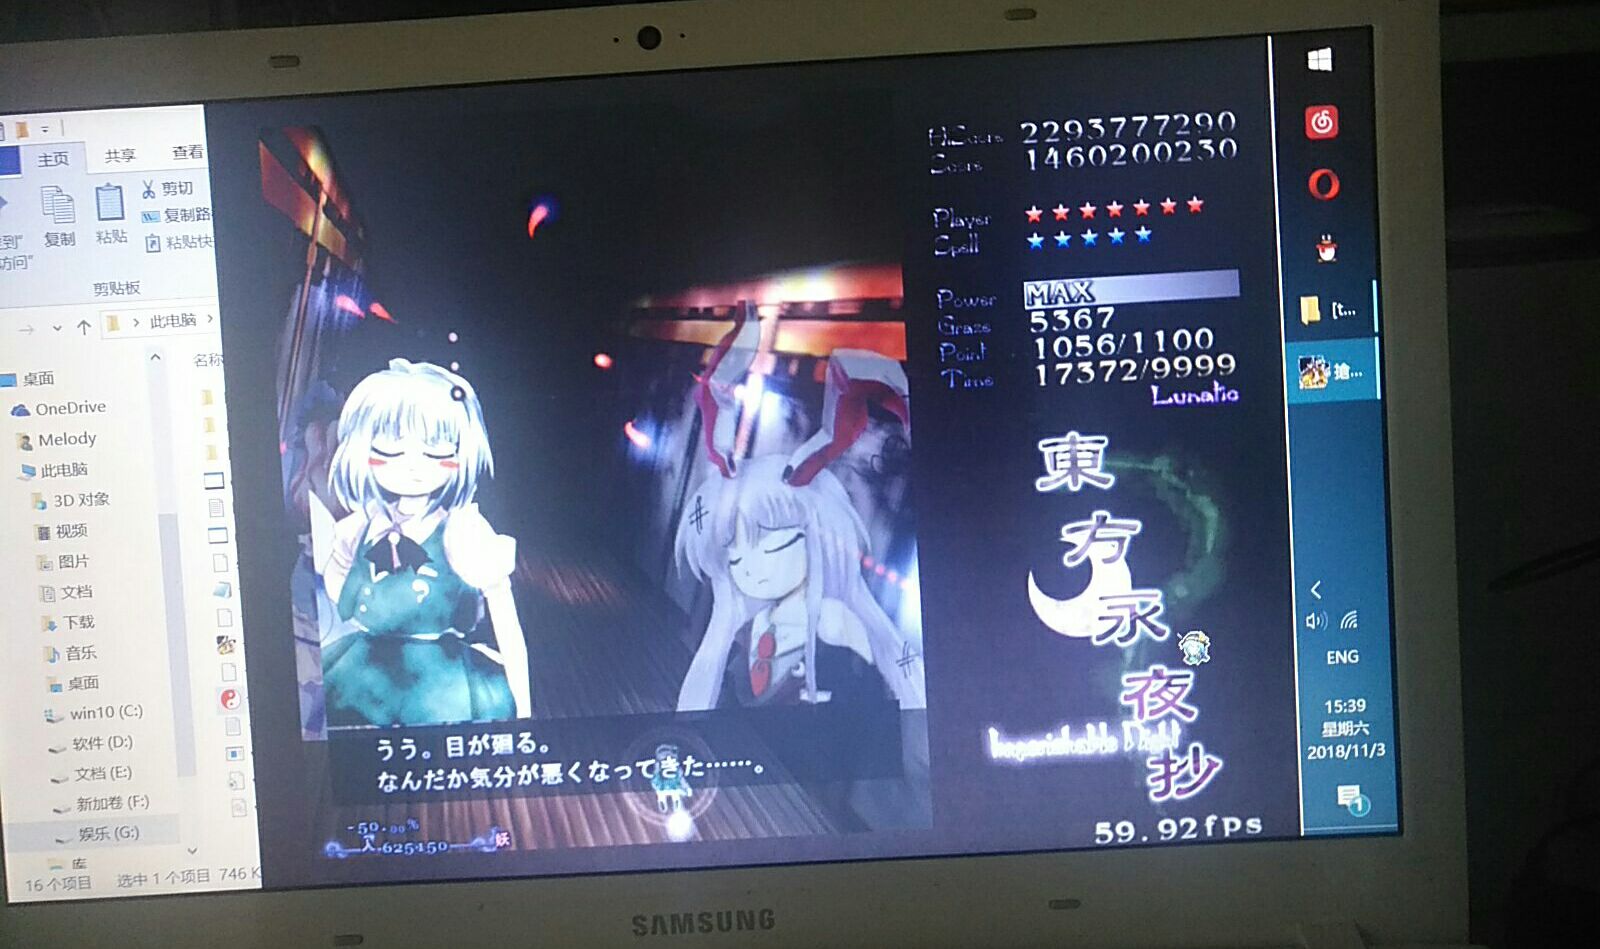 主页 共享 查看
剪切
复制路
粘贴快
复制
粘贴
访问"
剪贴板
此电脑
名称
桌面
OneDrive
Melody
此电脑
3D 对象
视频
图片
文档
下载
音乐
桌面
win10 (C:)
软件 (D:)
文档 (E:)
新加卷 (F:)
娱乐 (G:)
库
16 个项目 选中 1 个项目 746 K
HiScore 2293777290
Score 1460200230
Player ★★★★★★★
Spell ★★★★★
Power MAX
Graze 5367
Point 1056/1100
Time 17372/9999
Lunatic
東方永夜抄
Imperishable Night
うう。目が廻る。
なんだか気分が悪くなってきた……。
-50.00%
人 625450 妖
59.92fps
[t...
搶...
ENG
15:39
星期六
2018/11/3
1
SAMSUNG